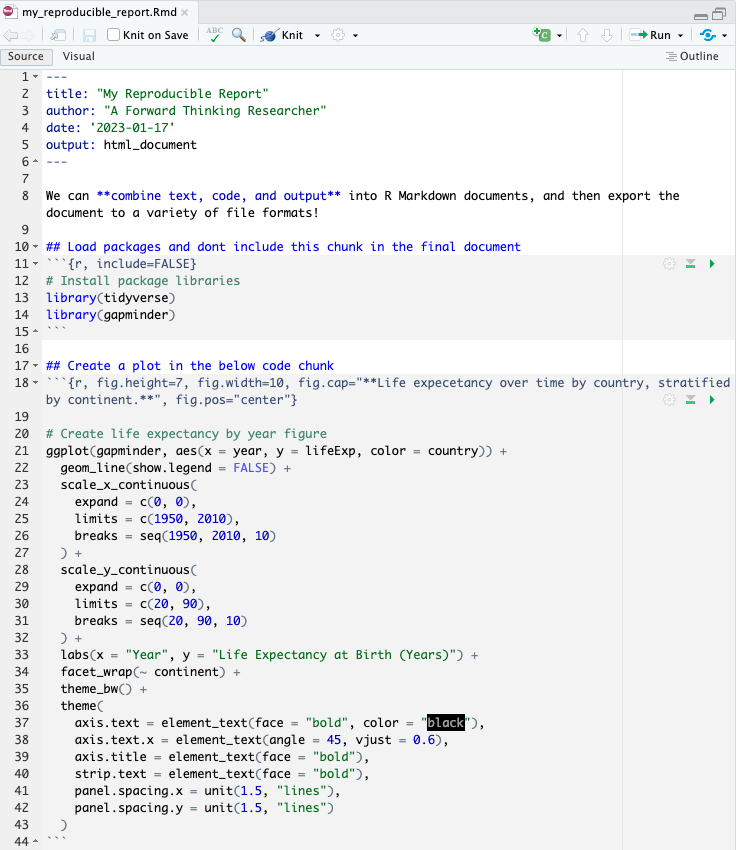 my_reproducible_report.Rmd
Knit on Save
ABC
Knit
Run
Source
Visual
Outline
1 ---
2 title: "My Reproducible Report"
3 author: "A Forward Thinking Researcher"
4 date: '2023-01-17'
5 output: html_document
6 ---
7
8 We can **combine text, code, and output** into R Markdown documents, and then export the
document to a variety of file formats!
9
10 ## Load packages and dont include this chunk in the final document
11 ```{r, include=FALSE}
12 # Install package libraries
13 library(tidyverse)
14 library(gapminder)
15 ```
16
17 ## Create a plot in the below code chunk
18 ```{r, fig.height=7, fig.width=10, fig.cap="**Life expecetancy over time by country, stratified
by continent.**", fig.pos="center"}
19
20 # Create life expectancy by year figure
21 ggplot(gapminder, aes(x = year, y = lifeExp, color = country)) +
22   geom_line(show.legend = FALSE) +
23   scale_x_continuous(
24     expand = c(0, 0),
25     limits = c(1950, 2010),
26     breaks = seq(1950, 2010, 10)
27   ) +
28   scale_y_continuous(
29     expand = c(0, 0),
30     limits = c(20, 90),
31     breaks = seq(20, 90, 10)
32   ) +
33   labs(x = "Year", y = "Life Expectancy at Birth (Years)") +
34   facet_wrap(~ continent) +
35   theme_bw() +
36   theme(
37     axis.text = element_text(face = "bold", color = "black"),
38     axis.text.x = element_text(angle = 45, vjust = 0.6),
39     axis.title = element_text(face = "bold"),
40     strip.text = element_text(face = "bold"),
41     panel.spacing.x = unit(1.5, "lines"),
42     panel.spacing.y = unit(1.5, "lines")
43   )
44 ```